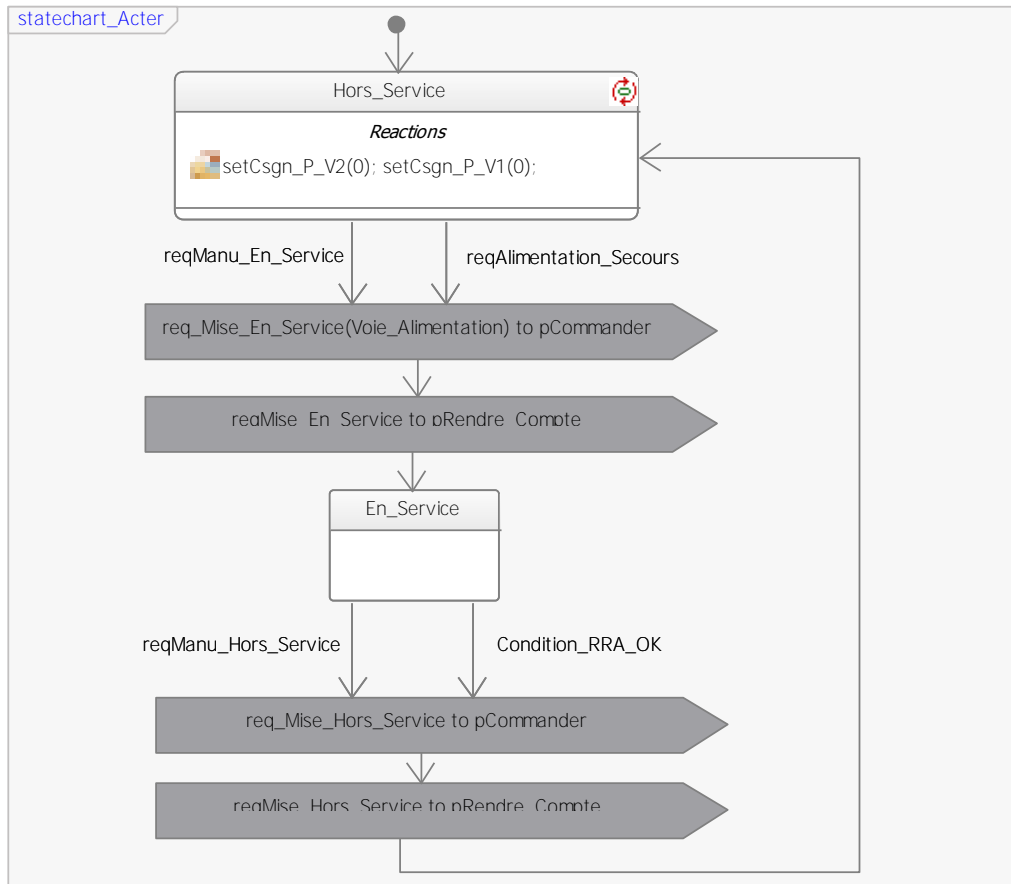 statechart_Acter
Hors_Service
Reactions
setCsgn_P_V2(0); setCsgn_P_V1(0);
reqManu_En_Service
reqAlimentation_Secours
req_Mise_En_Service(Voie_Alimentation) to pCommander
reqMise_En_Service to pRendre_Compte
En_Service
reqManu_Hors_Service
Condition_RRA_OK
req_Mise_Hors_Service to pCommander
reqMise_Hors_Service to pRendre_Compte